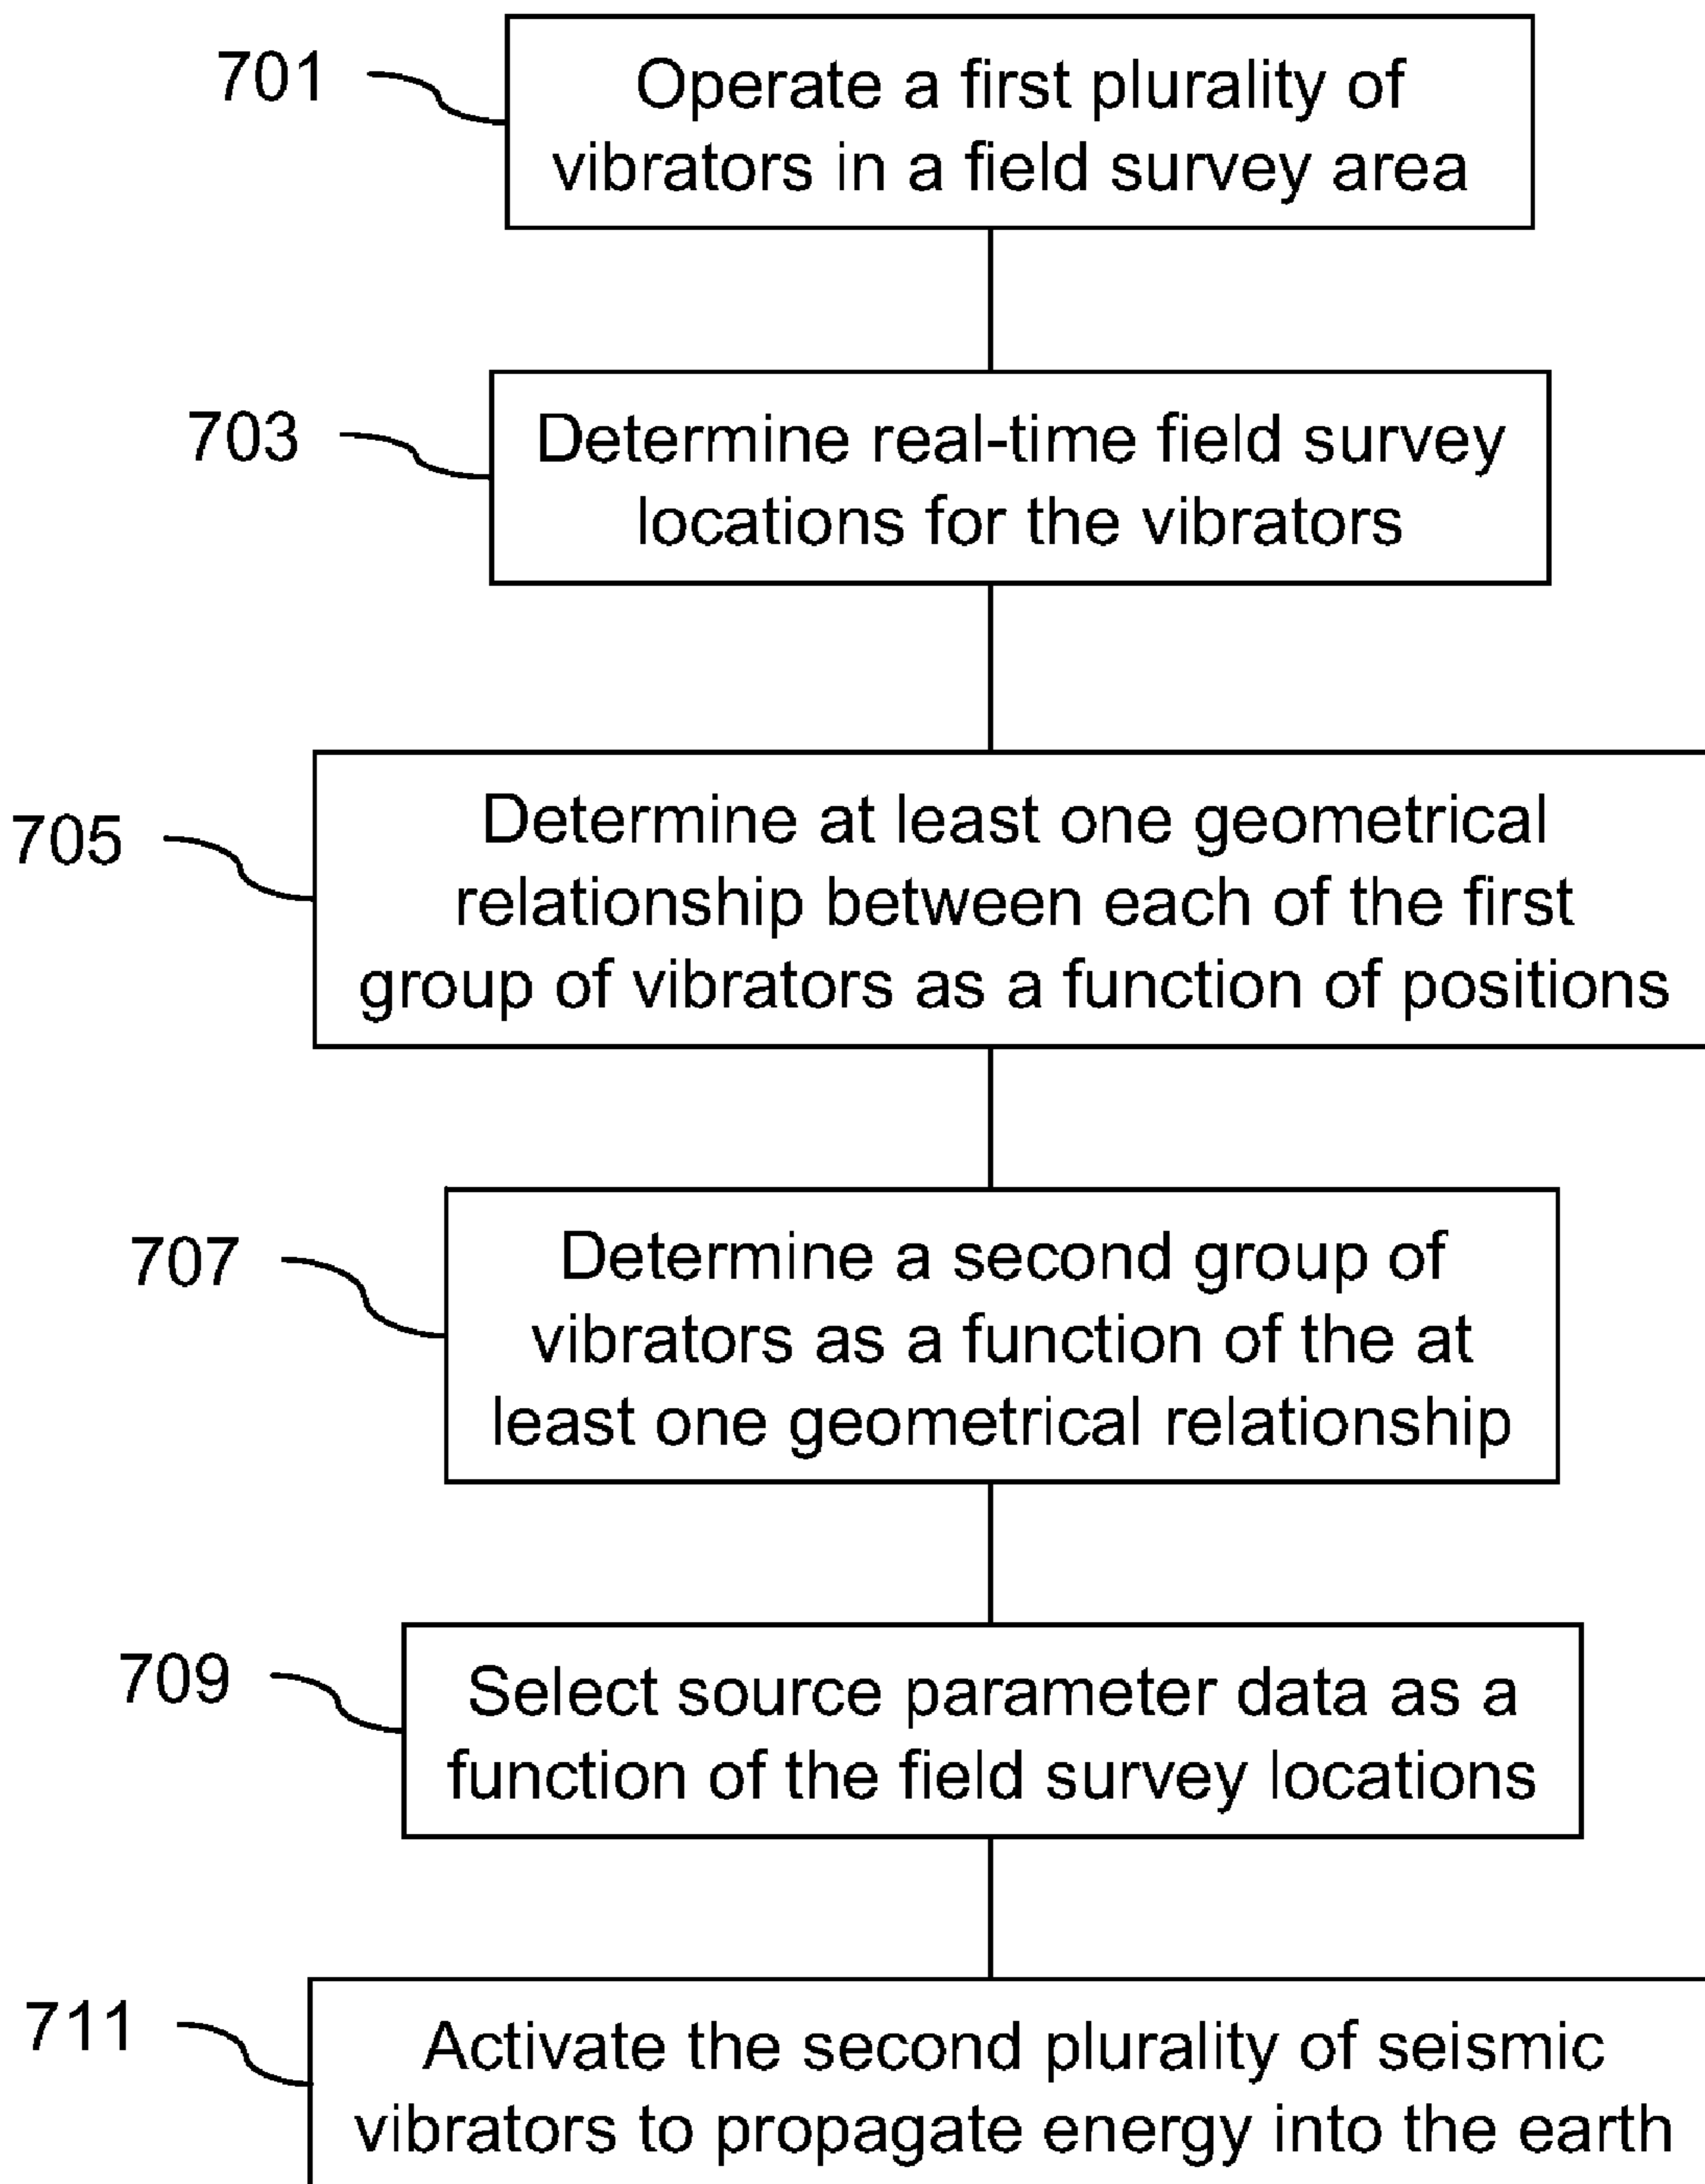 701
Operate a first plurality of
vibrators in a field survey area
703
Determine real-time field survey
locations for the vibrators
705
Determine at least one geometrical
relationship between each of the first
group of vibrators as a function of positions
707
Determine a second group of
vibrators as a function of the at
least one geometrical relationship
709
Select source parameter data as a
function of the field survey locations
711
Activate the second plurality of seismic
vibrators to propagate energy into the earth